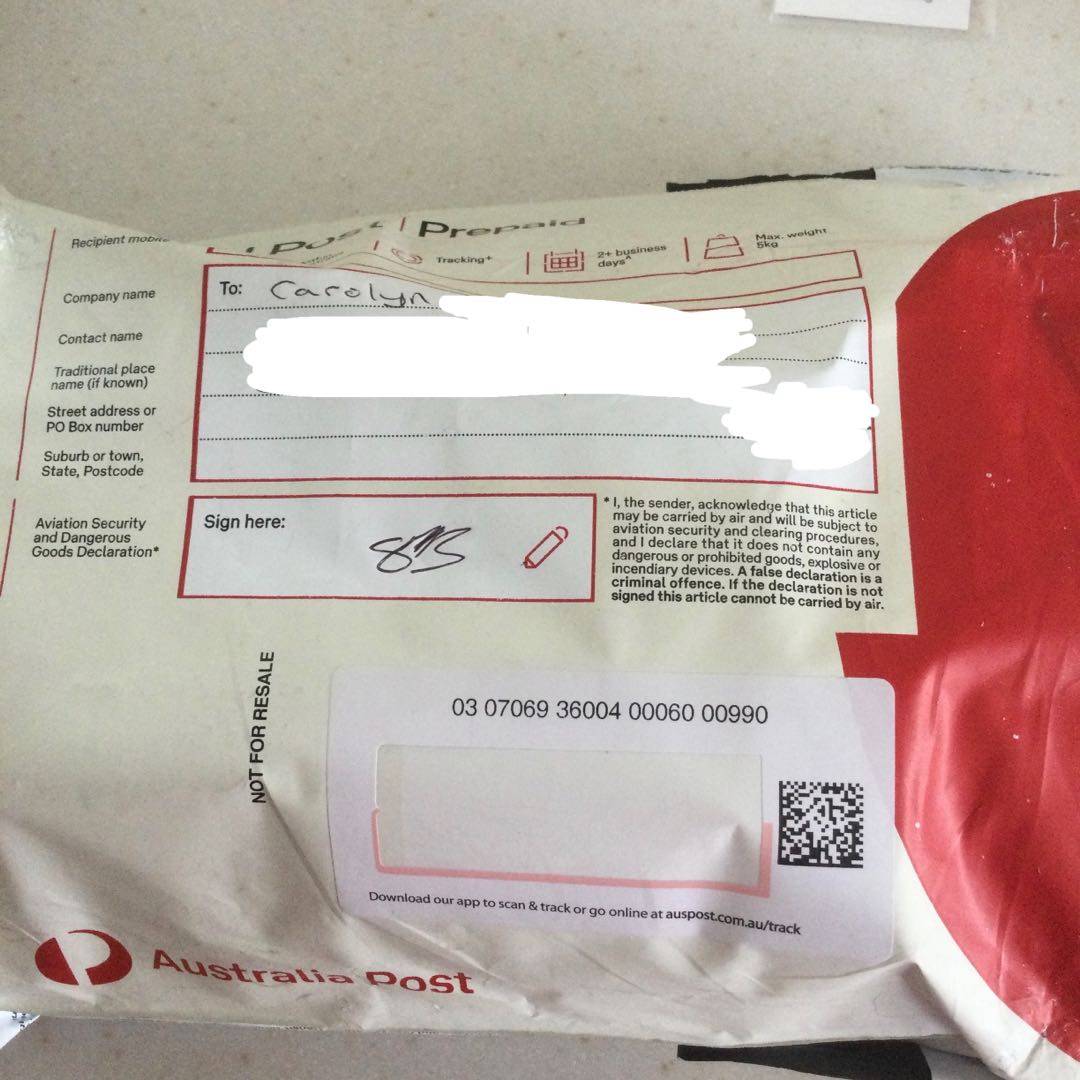 Recipient
Prepaid
Tracking+
2+ business
days^
Max. weight
5kg
Company name
To: Carolyn
Contact name
Traditional place
name (if known)
Street address or
PO Box number
Suburb or town,
State, Postcode
Aviation Security
and Dangerous
Goods Declaration*
Sign here:
* I, the sender, acknowledge that this article
may be carried by air and will be subject to
aviation security and clearing procedures,
and I declare that it does not contain any
dangerous or prohibited goods, explosive or
incendiary devices. A false declaration is a
criminal offence. If the declaration is not
signed this article cannot be carried by air.
NOT FOR RESALE
03 07069 36004 00060 00990
Download our app to scan & track or go online at auspost.com.au/track
Australia Post